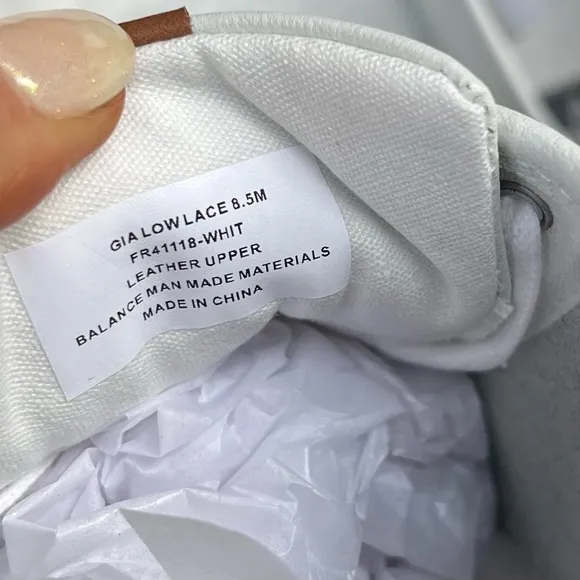 GIA LOW LACE 8.5M
FR41118-WHIT
LEATHER UPPER
BALANCE MAN MADE MATERIALS
MADE IN CHINA